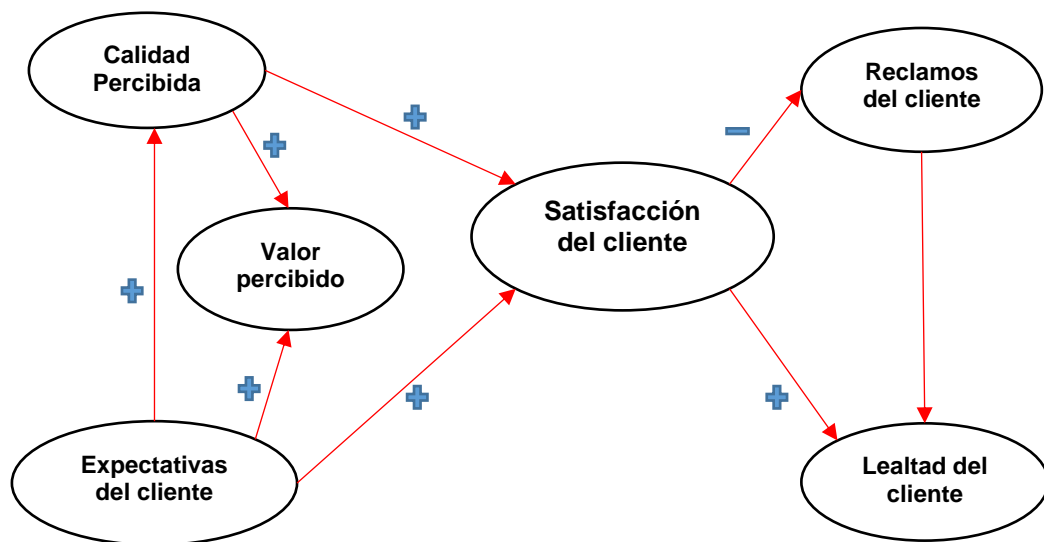 Calidad
Percibida
Reclamos
del cliente
+
+
−
Satisfacción
del cliente
Valor
percibido
+
+
+
+
Expectativas
del cliente
Lealtad del
cliente